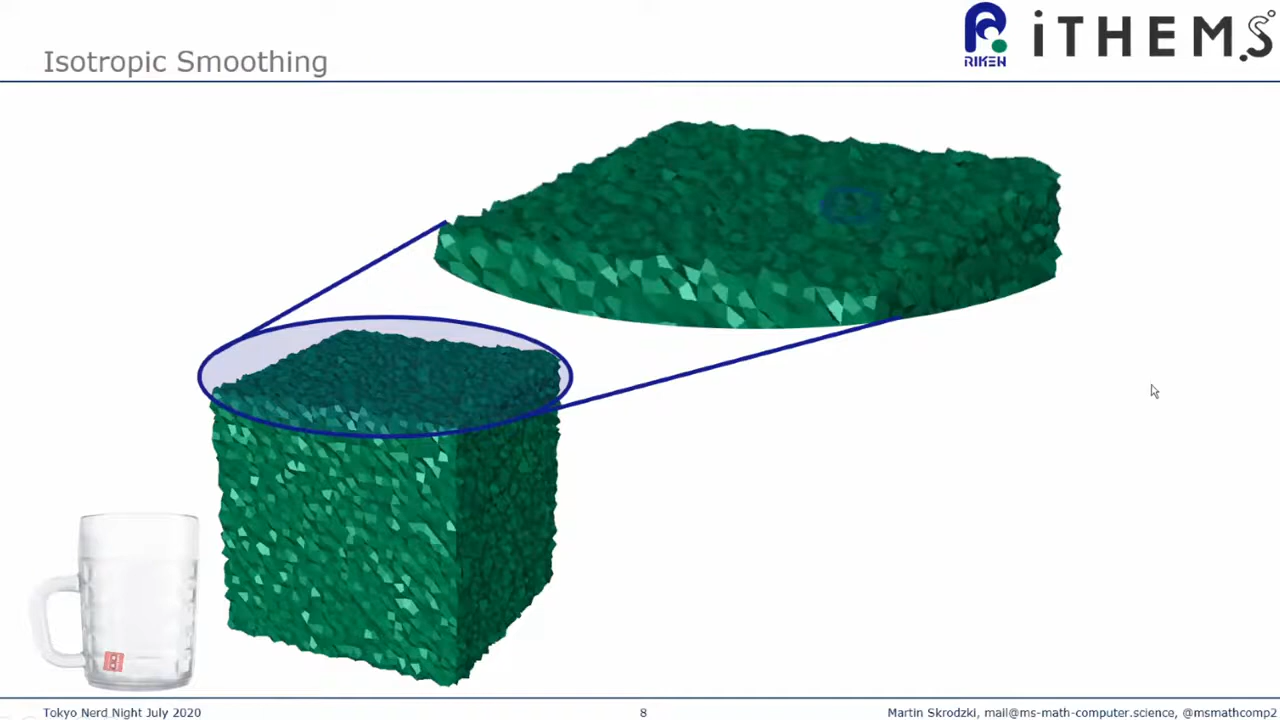 Isotropic Smoothing
RIKEN
iTHEMS
Tokyo Nerd Night July 2020
8
Martin Skrodzki, mail@ms-math-computer.science, @msmathcomp2